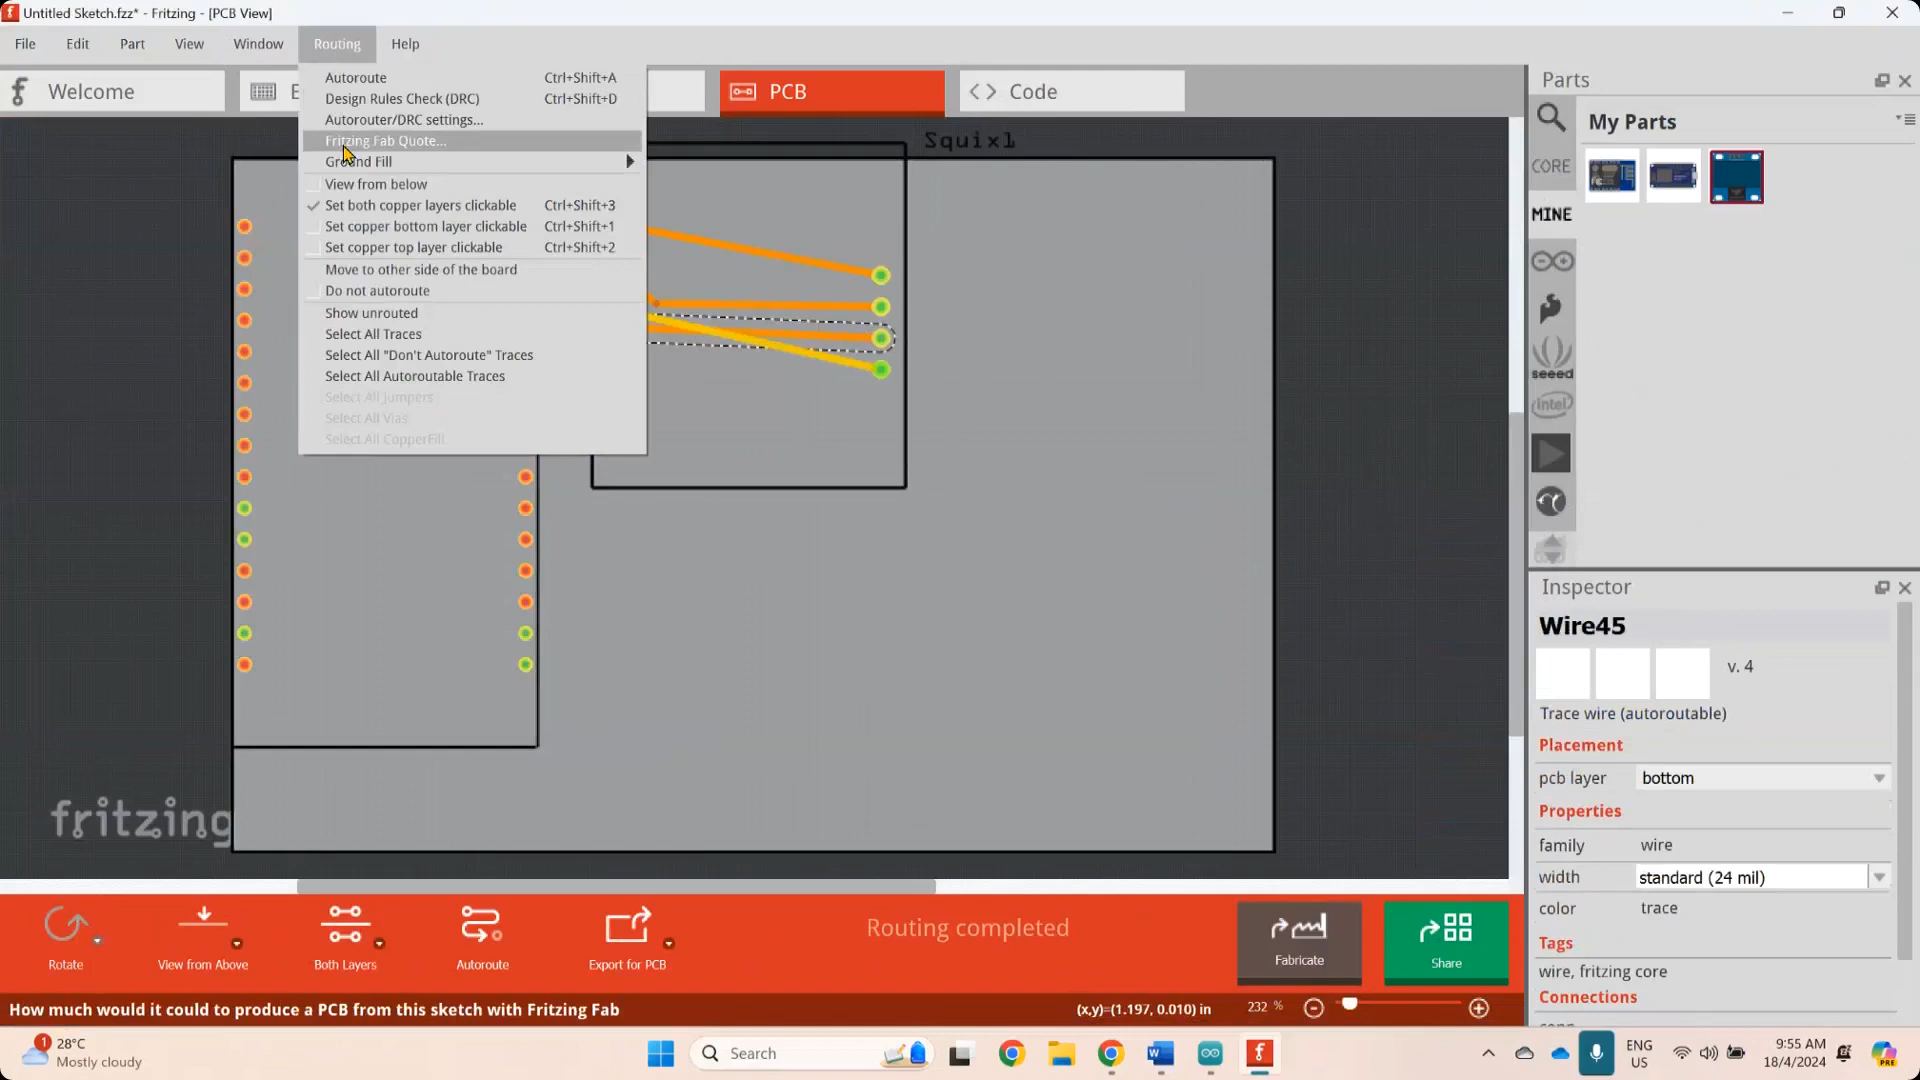 Untitled Sketch.fzz* - Fritzing - [PCB View]
File Edit Part View Window Routing Help
Welcome
PCB
Code
Autoroute Ctrl+Shift+A
Design Rules Check (DRC) Ctrl+Shift+D
Autorouter/DRC settings...
Fritzing Fab Quote...
Ground Fill
View from below
Set both copper layers clickable Ctrl+Shift+3
Set copper bottom layer clickable Ctrl+Shift+1
Set copper top layer clickable Ctrl+Shift+2
Move to other side of the board
Do not autoroute
Show unrouted
Select All Traces
Select All "Don't Autoroute" Traces
Select All Autoroutable Traces
Select All Jumpers
Select All Vias
Select All CopperFill
Squix1
fritzing
Parts
My Parts
CORE
MINE
seeed
intel
Inspector
Wire45
v. 4
Trace wire (autoroutable)
Placement
pcb layer bottom
Properties
family wire
width standard (24 mil)
color trace
Tags
wire, fritzing core
Connections
conn
Rotate
View from Above
Both Layers
Autoroute
Export for PCB
Routing completed
Fabricate
Share
How much would it could to produce a PCB from this sketch with Fritzing Fab
(x,y)=(1.197, 0.010) in
232 %
1
28°C
Mostly cloudy
Search
ENG
US
9:55 AM
18/4/2024
PRE